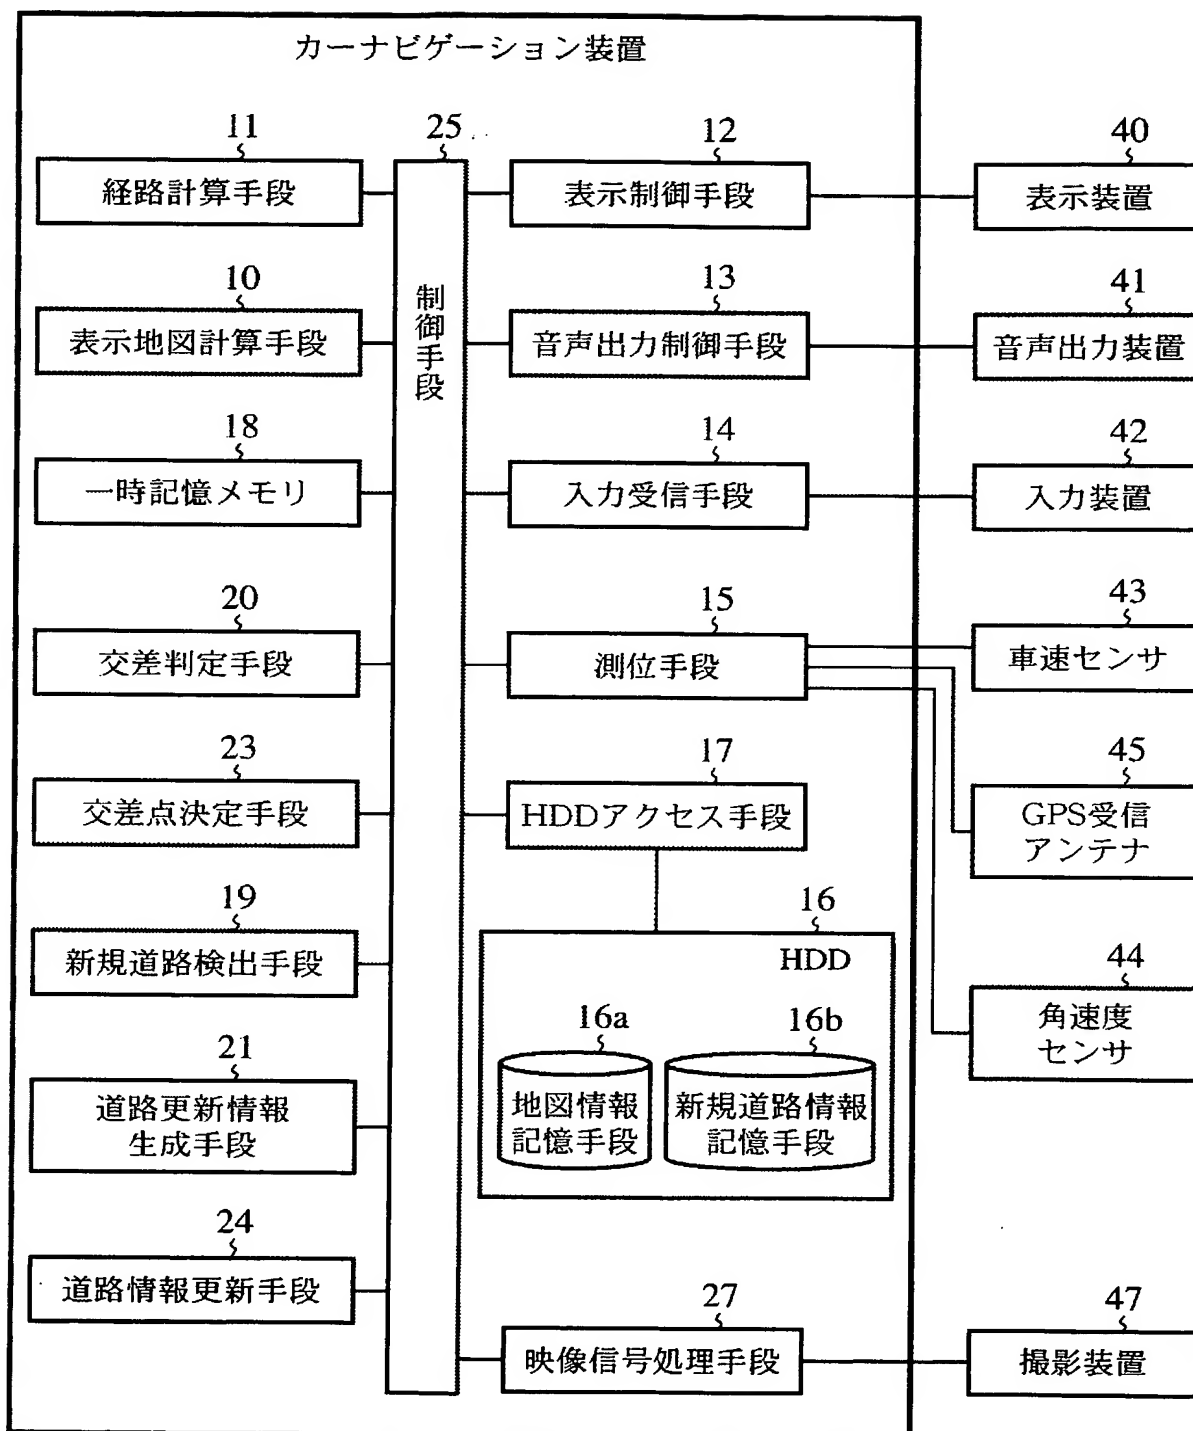 カーナビゲーション装置
11
経路計算手段
10
表示地図計算手段
18
一時記憶メモリ
20
交差判定手段
23
交差点決定手段
19
新規道路検出手段
21
道路更新情報
生成手段
24
道路情報更新手段
25
制御手段
12
表示制御手段
13
音声出力制御手段
14
入力受信手段
15
測位手段
17
HDDアクセス手段
16
HDD
16a
地図情報
記憶手段
16b
新規道路情報
記憶手段
27
映像信号処理手段
40
表示装置
41
音声出力装置
42
入力装置
43
車速センサ
45
GPS受信
アンテナ
44
角速度
センサ
47
撮影装置